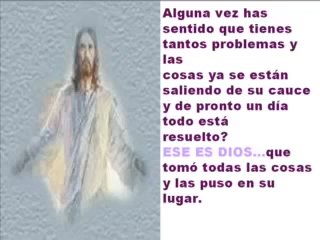 Alguna vez has
sentido que tienes
tantos problemas y
las
cosas ya se están
saliendo de su cauce
y de pronto un día
todo está
resuelto?
ESE ES DIOS...que
tomó todas las cosas
y las puso en su
lugar.